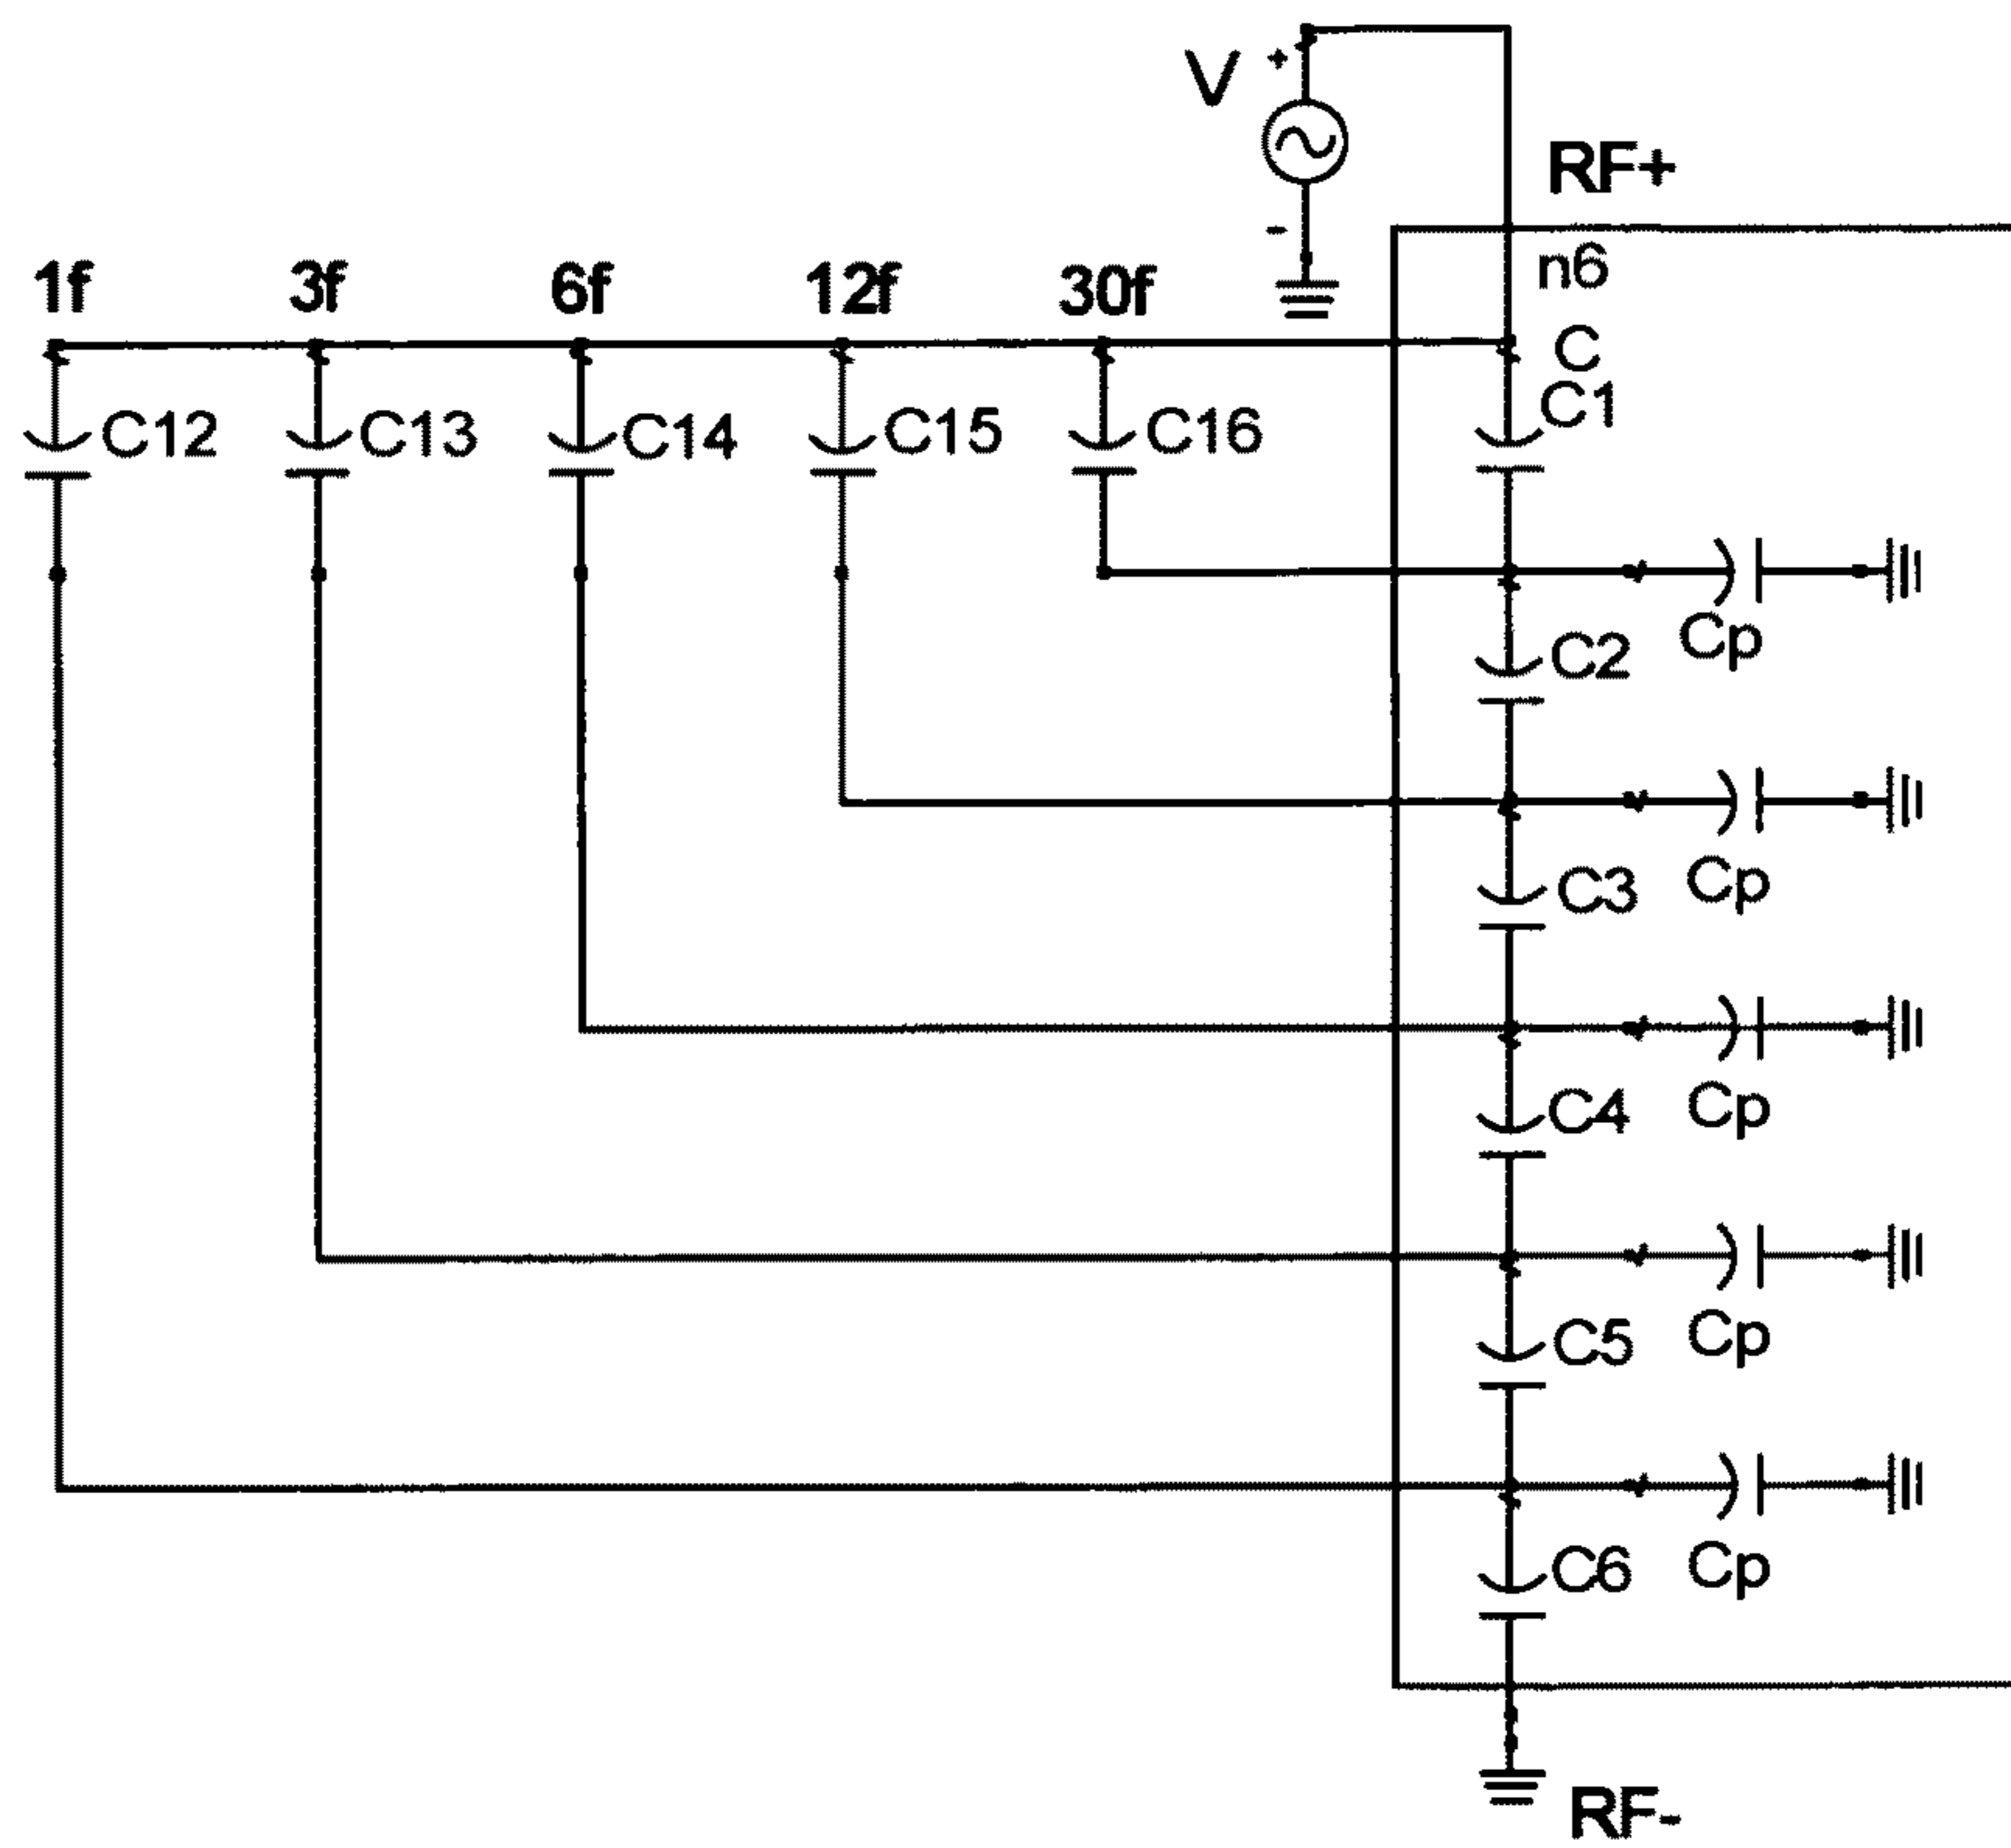 V + -
RF+
n6
1f 3f 6f 12f 30f
C
C1
C12 C13 C14 C15 C16
Cp
C2
Cp
C3
Cp
C4
Cp
C5
Cp
C6
RF-